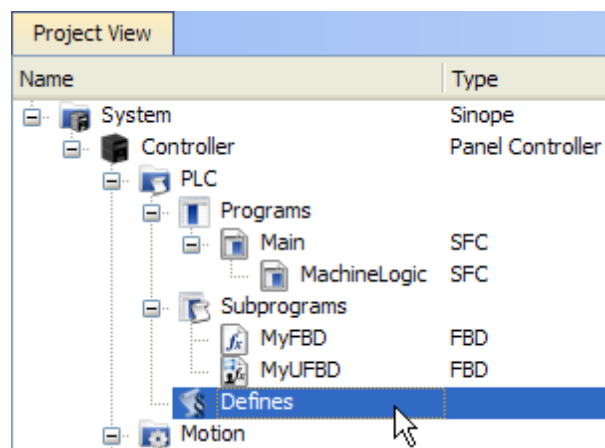 Project View
Name Type
System Sinope
Controller Panel Controller
PLC
Programs
Main SFC
MachineLogic SFC
Subprograms
MyFBD FBD
MyUFBD FBD
Defines
Motion